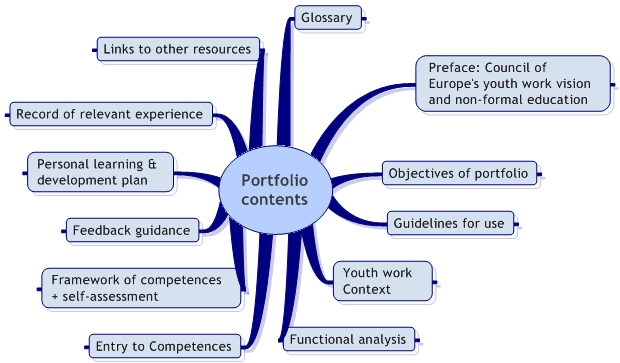 Glossary
Links to other resources
Preface: Council of
Europe's youth work vision
and non-formal education
Record of relevant experience
Personal learning &
development plan
Portfolio
contents
Objectives of portfolio
Feedback guidance
Guidelines for use
Framework of competences
+ self-assessment
Youth work
Context
Entry to Competences
Functional analysis